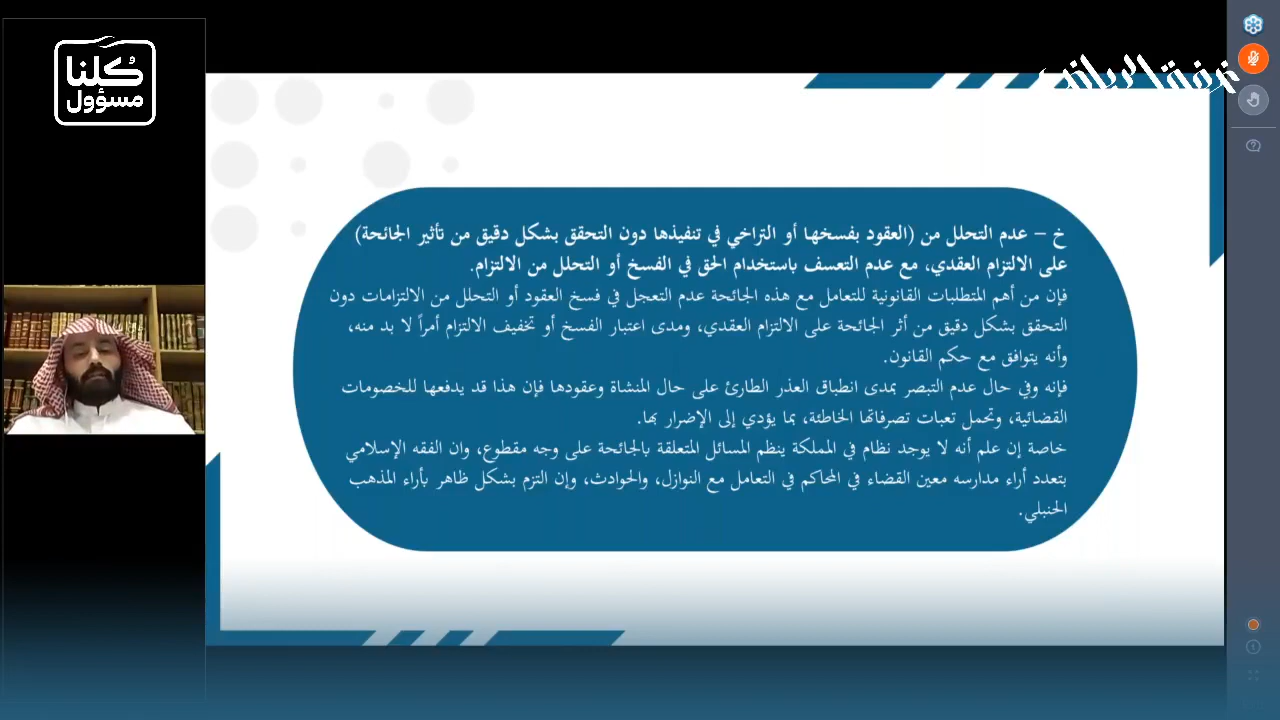 كلنا
مسؤول
غرفة الرياض
خ – عدم التحلل من (العقود بفسخها أو التراخي في تنفيذها دون التحقق بشكل دقيق من تأثير الجائحة)
على الالتزام العقدي، مع عدم التعسف باستخدام الحق في الفسخ أو التحلل من الالتزام.
فإن من أهم المتطلبات القانونية للتعامل مع هذه الجائحة عدم التعجل في فسخ العقود أو التحلل من الالتزامات دون
التحقق بشكل دقيق من أثر الجائحة على الالتزام العقدي، ومدى اعتبار الفسخ أو تخفيف الالتزام أمراً لا بد منه،
وأنه يتوافق مع حكم القانون.
فإنه وفي حال عدم التبصر بمدى انطباق العذر الطارئ على حال المنشاة وعقودها فإن هذا قد يدفعها للخصومات
القضائية، وتحمل تعبات تصرفاتها الخاطئة، بما يؤدي إلى الإضرار بها.
خاصة إن علم أنه لا يوجد نظام في المملكة ينظم المسائل المتعلقة بالجائحة على وجه مقطوع، وان الفقه الإسلامي
بتعدد أراء مدارسه معين القضاء في المحاكم في التعامل مع النوازل، والحوادث، وإن التزم بشكل ظاهر بأراء المذهب
الحنبلي.